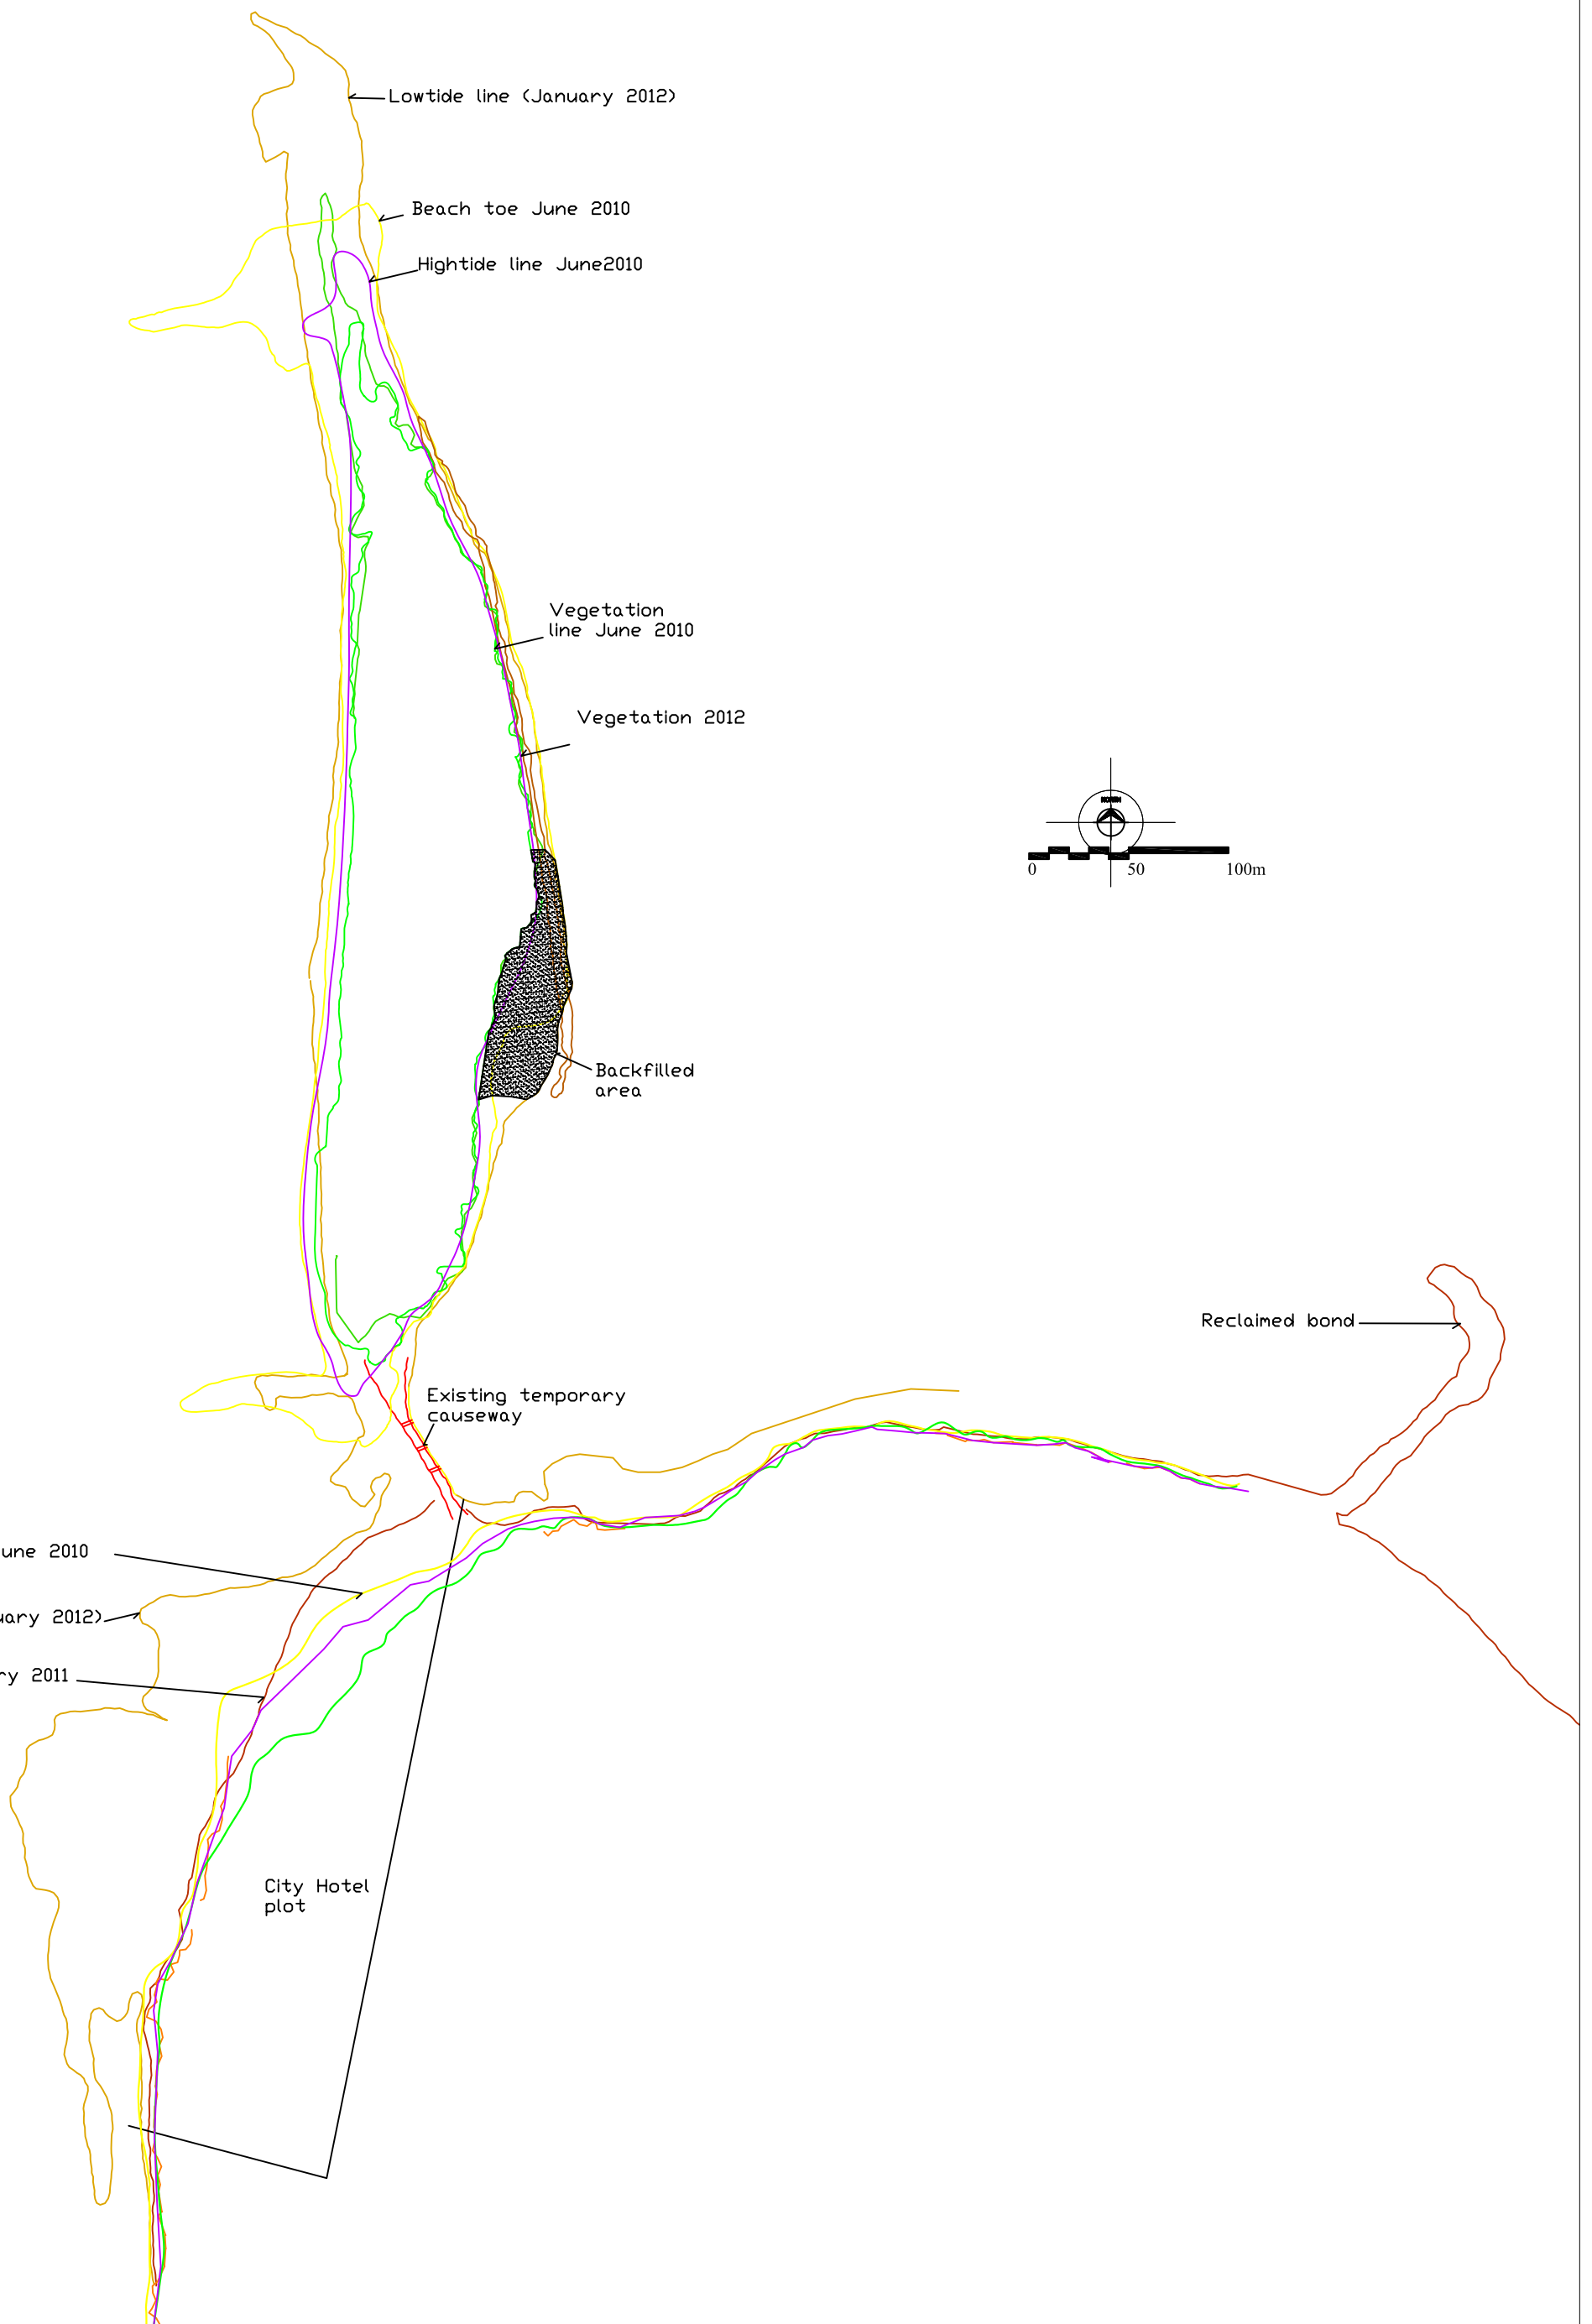 Lowtide line (January 2012)
Beach toe June 2010
Hightide line June2010
Vegetation
line June 2010
Vegetation 2012
NORTH
0 50 100m
Backfilled
area
Reclaimed bond
Existing temporary
causeway
une 2010
uary 2012)
ry 2011
City Hotel
plot